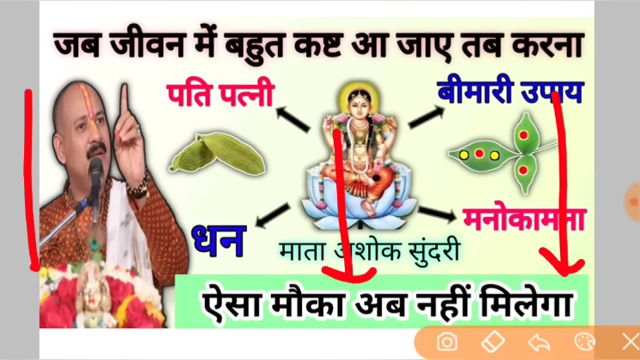 जब जीवन में बहुत कष्ट आ जाए तब करना
पति पत्नी
बीमारी उपाय
धन
मनोकामना
माता अशोक सुंदरी
ऐसा मौका अब नहीं मिलेगा